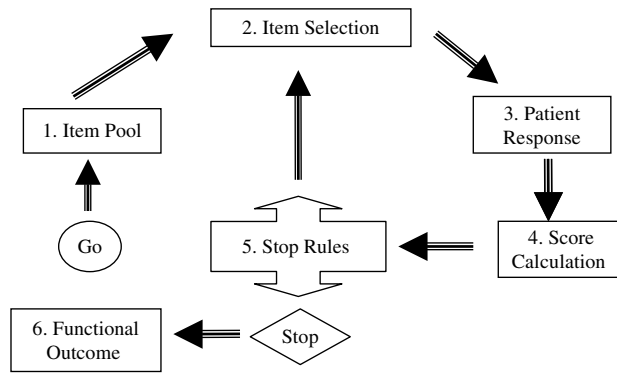 2. Item Selection
1. Item Pool
3. Patient
Response
Go
5. Stop Rules
4. Score
Calculation
6. Functional
Outcome
Stop